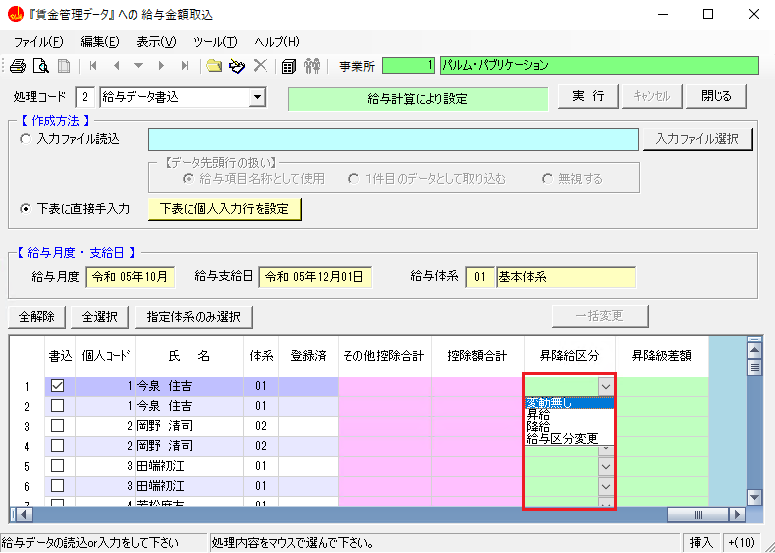 『賃金管理データ』への 給与金額取込
ファイル(F) 編集(E) 表示(V) ツール(T) ヘルプ(H)
事業所 1 パルム・パブリケーション
処理コード 2 給与データ書込 給与計算により設定 実 行 キャンセル 閉じる
【 作成方法 】
入力ファイル読込 入力ファイル選択
【データ先頭行の扱い】
給与項目名称として使用 1件目のデータとして取り込む 無視する
下表に直接手入力 下表に個人入力行を設定
【 給与月度・支給日 】
給与月度 令和 05年10月 給与支給日 令和 05年12月01日 給与体系 01 基本体系
全解除 全選択 指定体系のみ選択 一括変更
書込 個人コード 氏 名 体系 登録済 その他控除合計 控除額合計 昇降給区分 昇降級差額
1 1 今泉 住吉 01
変動無し
2 1 今泉 住吉 01
昇給
3 2 岡野 清司 02
降給
4 2 岡野 清司 02
給与区分変更
5 3 田端初江 01
6 3 田端初江 01
給与データの読込or入力をして下さい 処理内容をマウスで選んで下さい。 挿入 +(10)